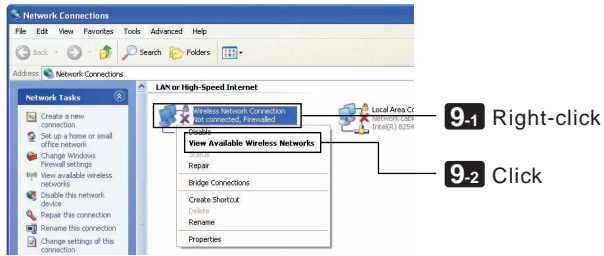 Network Connections
File Edit View Favorites Tools Advanced Help
Back Search Folders
Address Network Connections
Network Tasks
Create a new
connection
Set up a home or small
office network
Change Windows
Firewall settings
View available wireless
networks
Disable this network
device
Repair this connection
Rename this connection
Change settings of this
connection
LAN or High-Speed Internet
Wireless Network Connection
Not connected, Firewalled
Local Area Co
Network cable
Intel(R) 8254
Disable
View Available Wireless Networks
Status
Repair
Bridge Connections
Create Shortcut
Delete
Rename
Properties
9-1 Right-click
9-2 Click